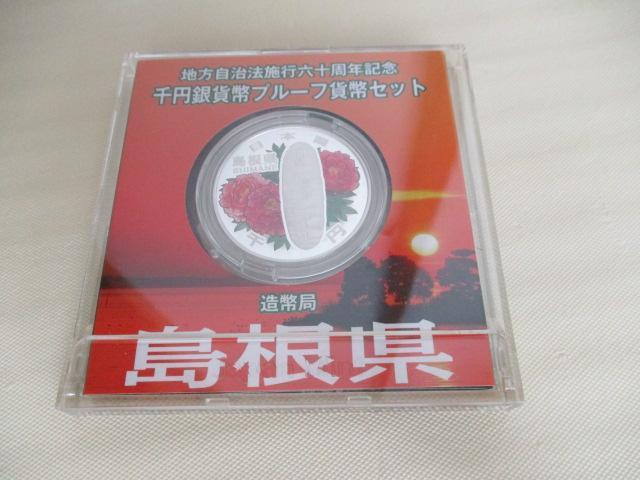 地方自治法施行六十周年記念
千円銀貨幣プルーフ貨幣セット
日本国
島根県
SHIMANE
千円
造幣局
島根県